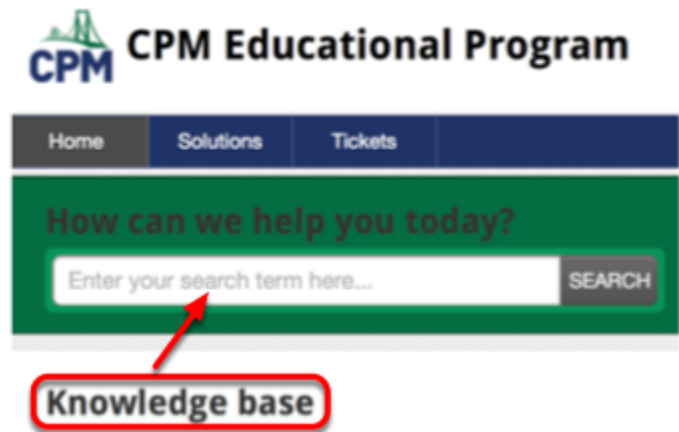 CPM
CPM Educational Program
Home Solutions Tickets
How can we help you today?
Enter your search term here... SEARCH
Knowledge base